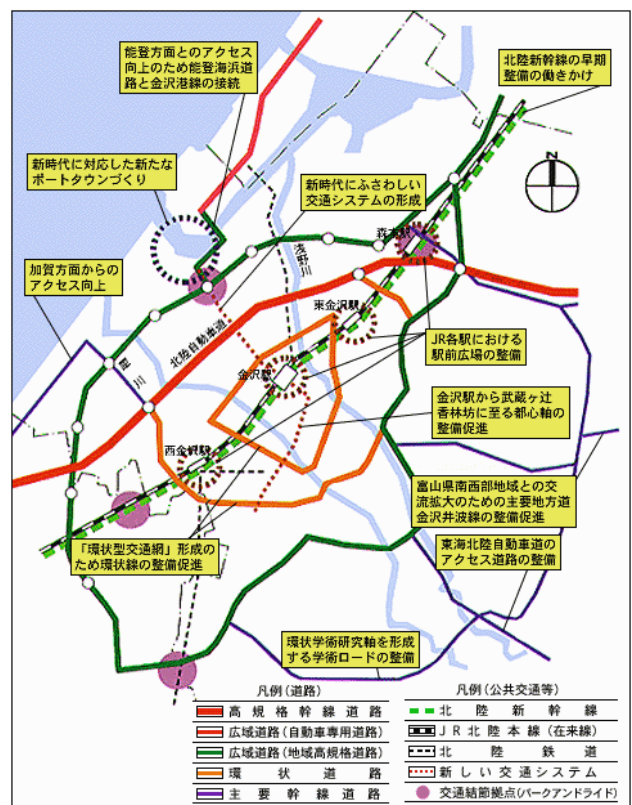 能登方面とのアクセス
向上のため能登海浜道
路と金沢港線の接続
北陸新幹線の早期
整備の働きかけ
新時代に対応した新たな
ポートタウンづくり
新時代にふさわしい
交通システムの形成
N
森本駅
浅野川
加賀方面からの
アクセス向上
東金沢駅
北陸自動車道
犀川
JR各駅における
駅前広場の整備
金沢駅
金沢駅から武蔵ヶ辻
香林坊に至る都心軸の
整備促進
西金沢駅
富山県南西部地域との交
流拡大のための主要地方道
金沢井波線の整備促進
「環状型交通網」形成の
ため環状線の整備促進
東海北陸自動車道の
アクセス道路の整備
環状学術研究軸を形成
する学術ロードの整備
凡例(道路)
高規格幹線道路
広域道路(自動車専用道路)
広域道路(地域高規格道路)
環状道路
主要幹線道路
凡例(公共交通等)
北陸新幹線
JR北陸本線(在来線)
北陸鉄道
新しい交通システム
交通結節拠点(パークアンドライド)